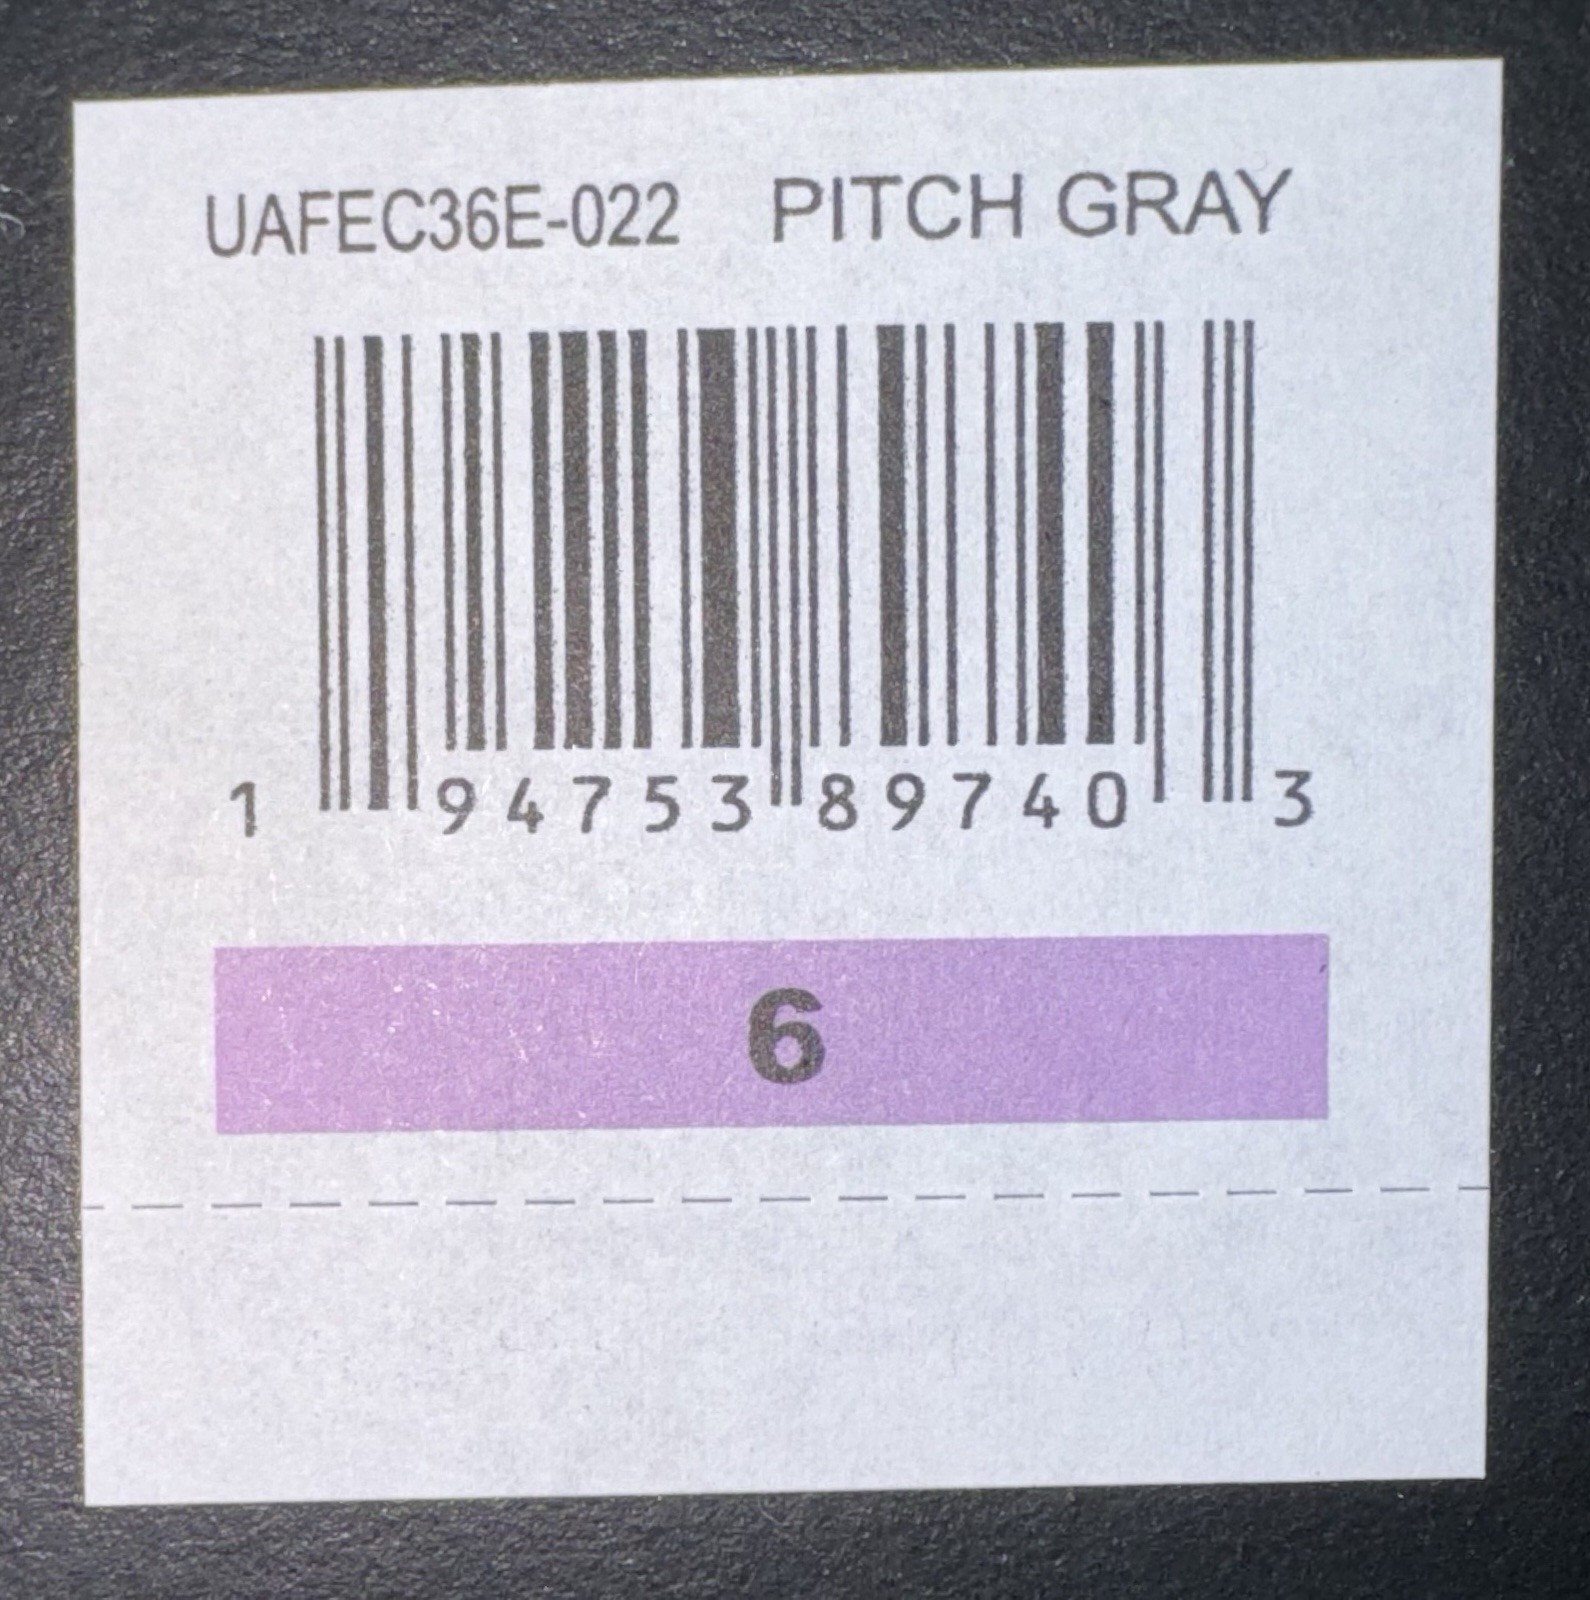 UAFEC36E-022 PITCH GRAY
1 94753 89740 3
6